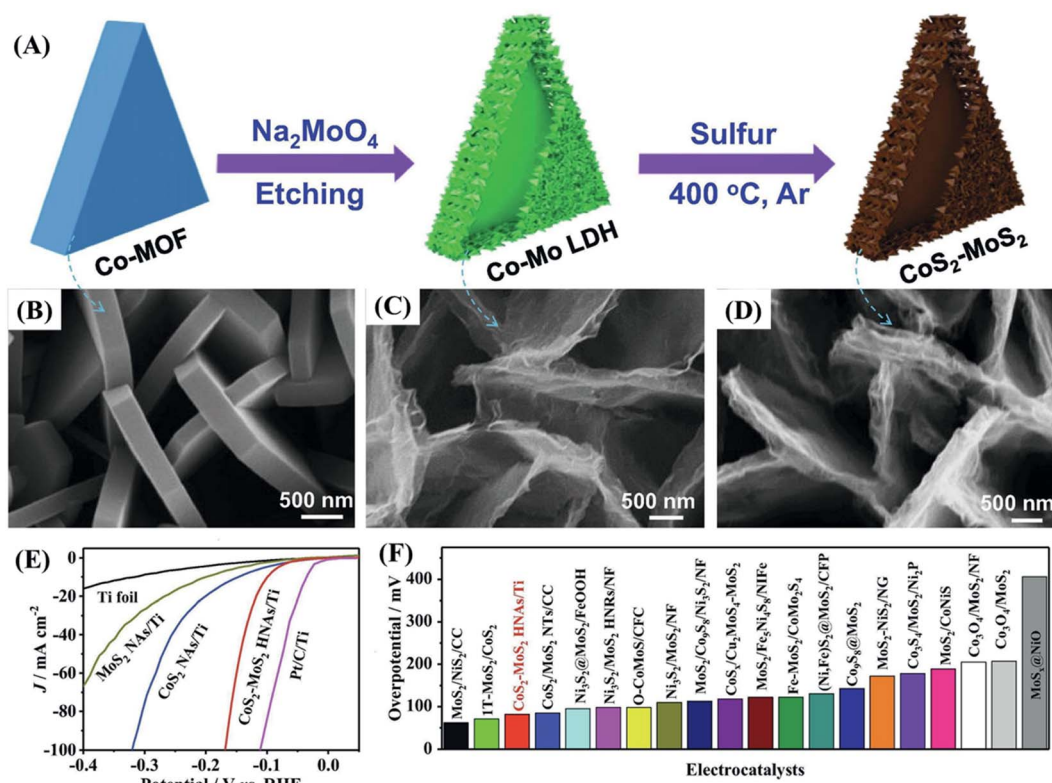 (A)
Na₂MoO₄
Etching
Sulfur
400 °C, Ar
Co-MOF
Co-Mo LDH
CoS₂-MoS₂
(B)
500 nm
(C)
500 nm
(D)
500 nm
(E)
J / mA cm⁻²
0
-20
-40
-60
-80
-100
Ti foil
MoS₂ NAs/Ti
CoS₂ NAs/Ti
CoS₂-MoS₂ HNAs/Ti
Pt/C/Ti
-0.4
-0.3
-0.2
-0.1
0.0
Potential / V vs. RHE
(F)
Overpotential / mV
400
300
200
100
0
MoS₂/NiS₂/CC
1T-MoS₂/CoS₂
CoS₂-MoS₂ HNAs/Ti
CoS₂/MoS₂ NTs/CC
Ni₃S₂@MoS₂/FeOOH
Ni₃S₂/MoS₂ HNRs/NF
O-CoMoS/CFC
Ni₃S₂/MoS₂/NF
MoS₂/Co₉S₈/Ni₃S₂/NF
CoSₓ/Cu₂MoS₄-MoS₂
MoS₂/Fe₅Ni₄S₈/NIFe
Fe-MoS₂/CoMo₂S₄
(Ni,Fe)S₂@MoS₂/CFP
Co₉S₈@MoS₂
MoS₂-NiS₂/NG
Co₃S₄/MoS₂/Ni₂P
MoS₂/CoNiS
Co₃O₄/MoS₂/NF
Co₃O₄/MoS₂
MoSₓ@NiO
Electrocatalysts